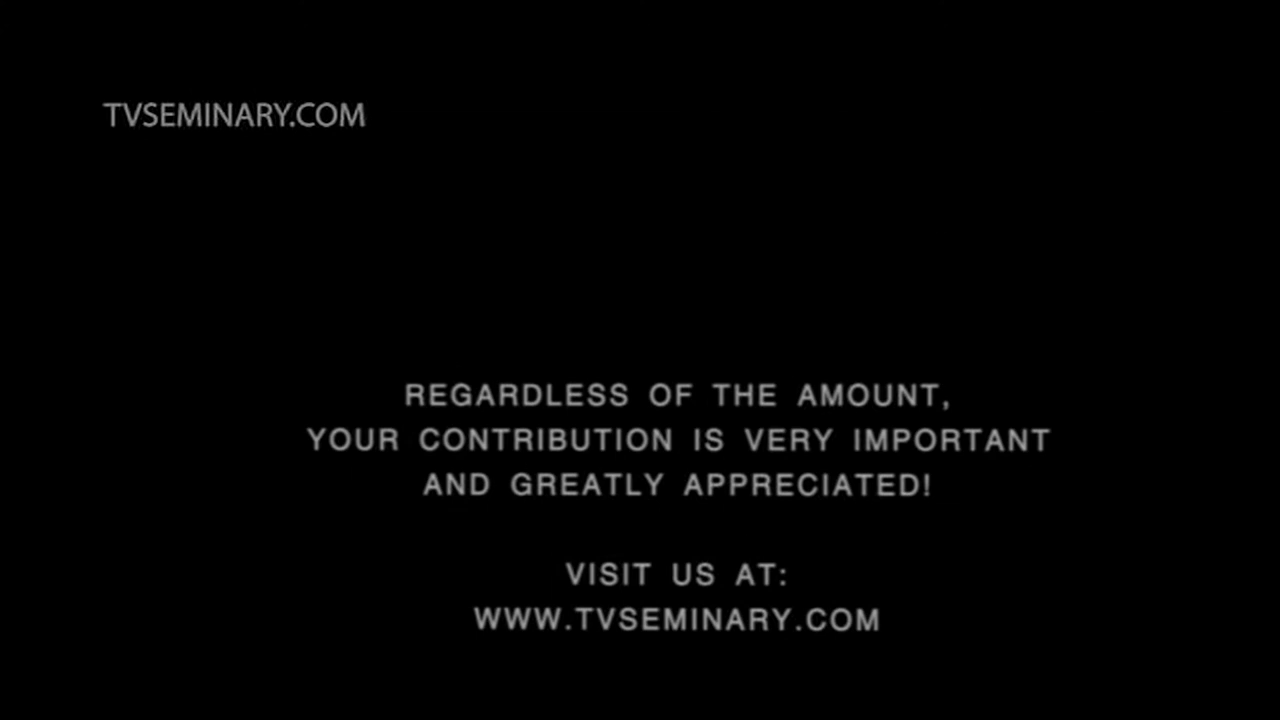 TVSEMINARY.COM
REGARDLESS OF THE AMOUNT,
YOUR CONTRIBUTION IS VERY IMPORTANT
AND GREATLY APPRECIATED!
VISIT US AT:
WWW.TVSEMINARY.COM